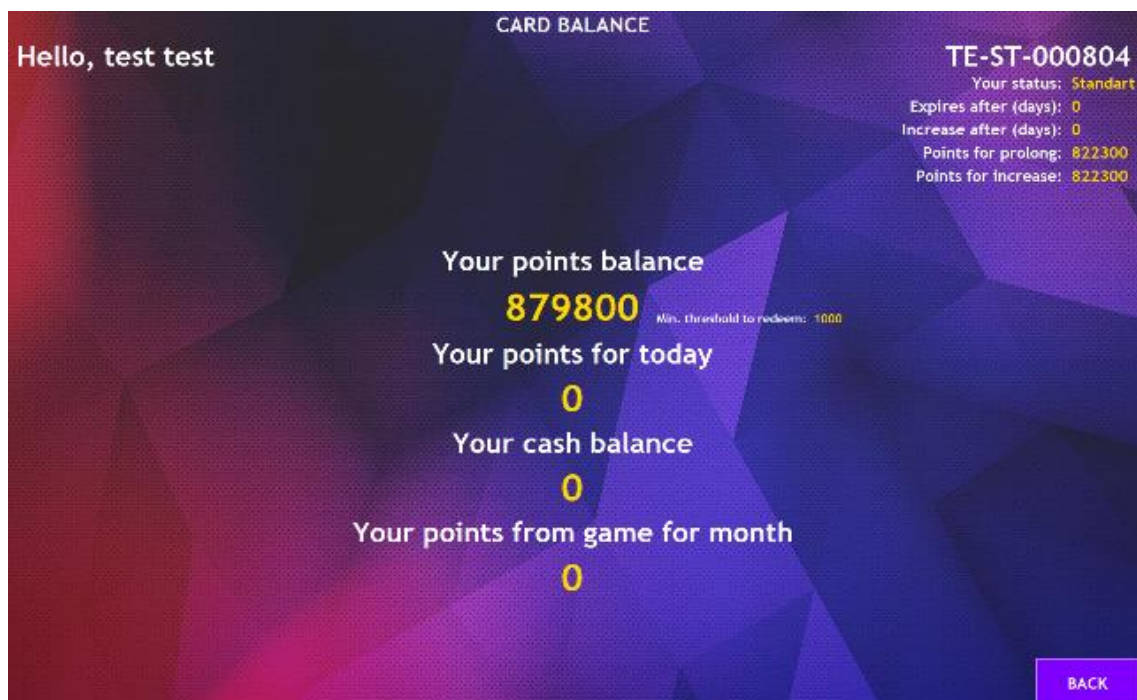 CARD BALANCE
Hello, test test
TE-ST-000804
Your status: Standart
Expires after (days): 0
Increase after (days): 0
Points for prolong: 822300
Points for increase: 822300
Your points balance
879800 Min. threshold to redeem: 1000
Your points for today
0
Your cash balance
0
Your points from game for month
0
BACK